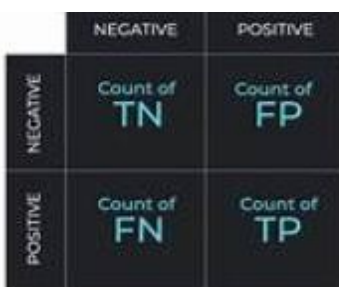 NEGATIVE POSITIVE
NEGATIVE
Count of
TN
Count of
FP
POSITIVE
Count of
FN
Count of
TP